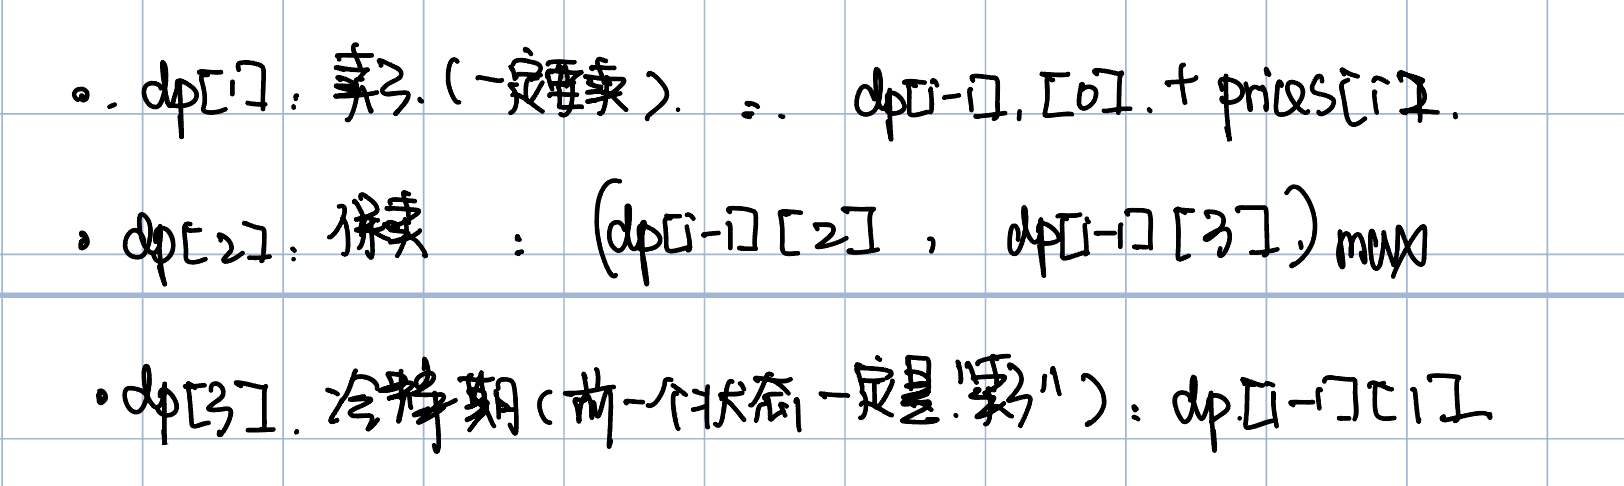 dp[1]: 卖了.(一定要卖). = dp[i-1].[0].+prices[i].
dp[2]: 保卖 : (dp[i-1][2], dp[i-1][3])max
dp[3]. 冷静期(前一个状态一定是"卖了"): dp[i-1][1]